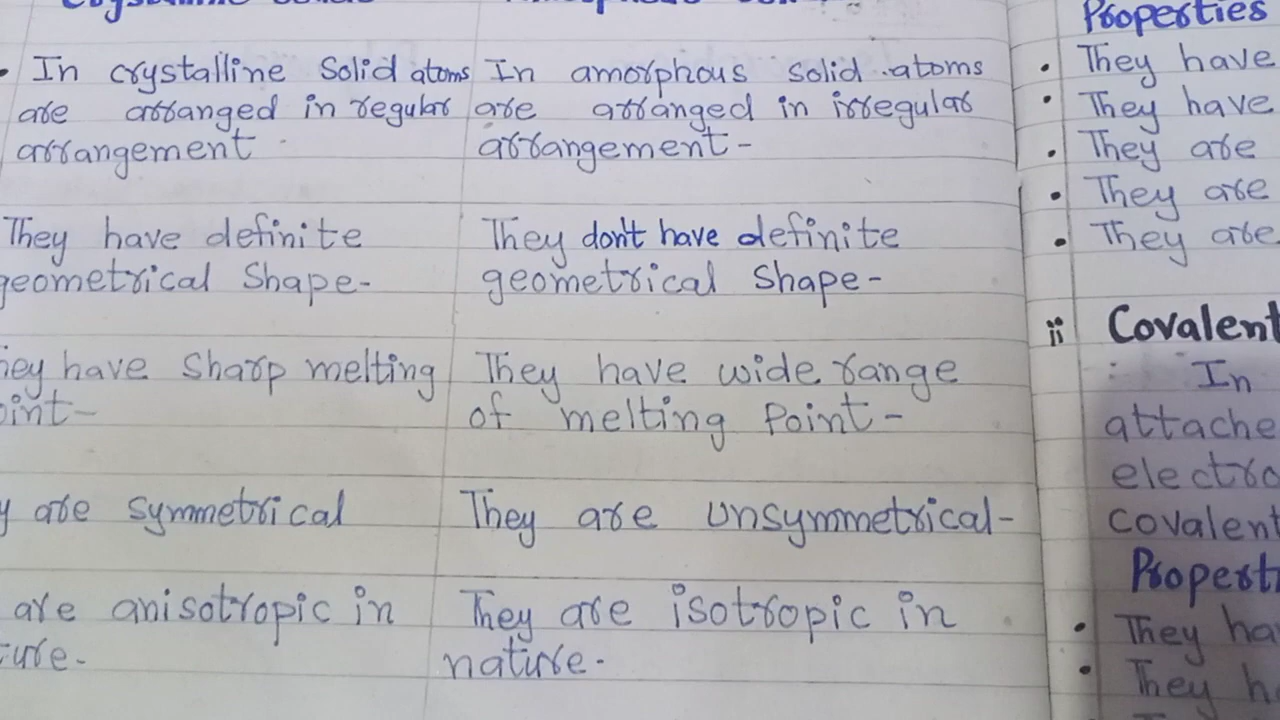 In crystalline Solid atoms
are arranged in regular
arrangement
They have definite
geometrical Shape-
have Sharp melting
are symmetrical
are anisotropic in
In amorphous solid atoms
are arranged in irregular
arrangement-
They don't have definite
geometrical Shape-
They have wide range
of melting Point-
They are unsymmetrical-
They are isotropic in
nature.
Properties
• They have
• They have
• They are
• They are
• They are
ii Covalent
: In
attache
electro
covalent
Propert
• They ha
• They h